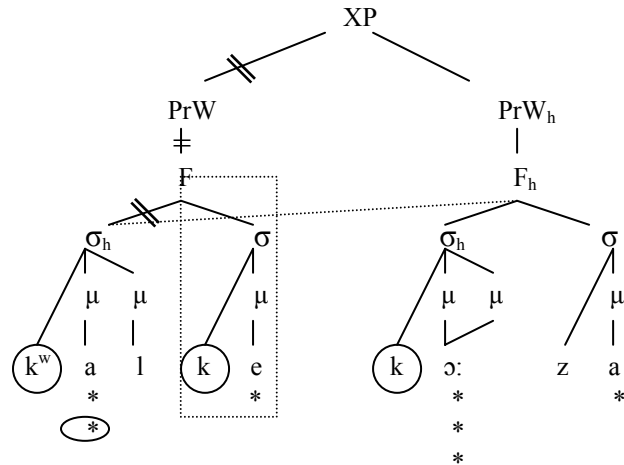 XP
PrW PrWₕ
F Fₕ
σₕ σ σₕ σ
μ μ μ μ μ μ
kʷ a l k e k ɔː z a
* * * *
* *
*